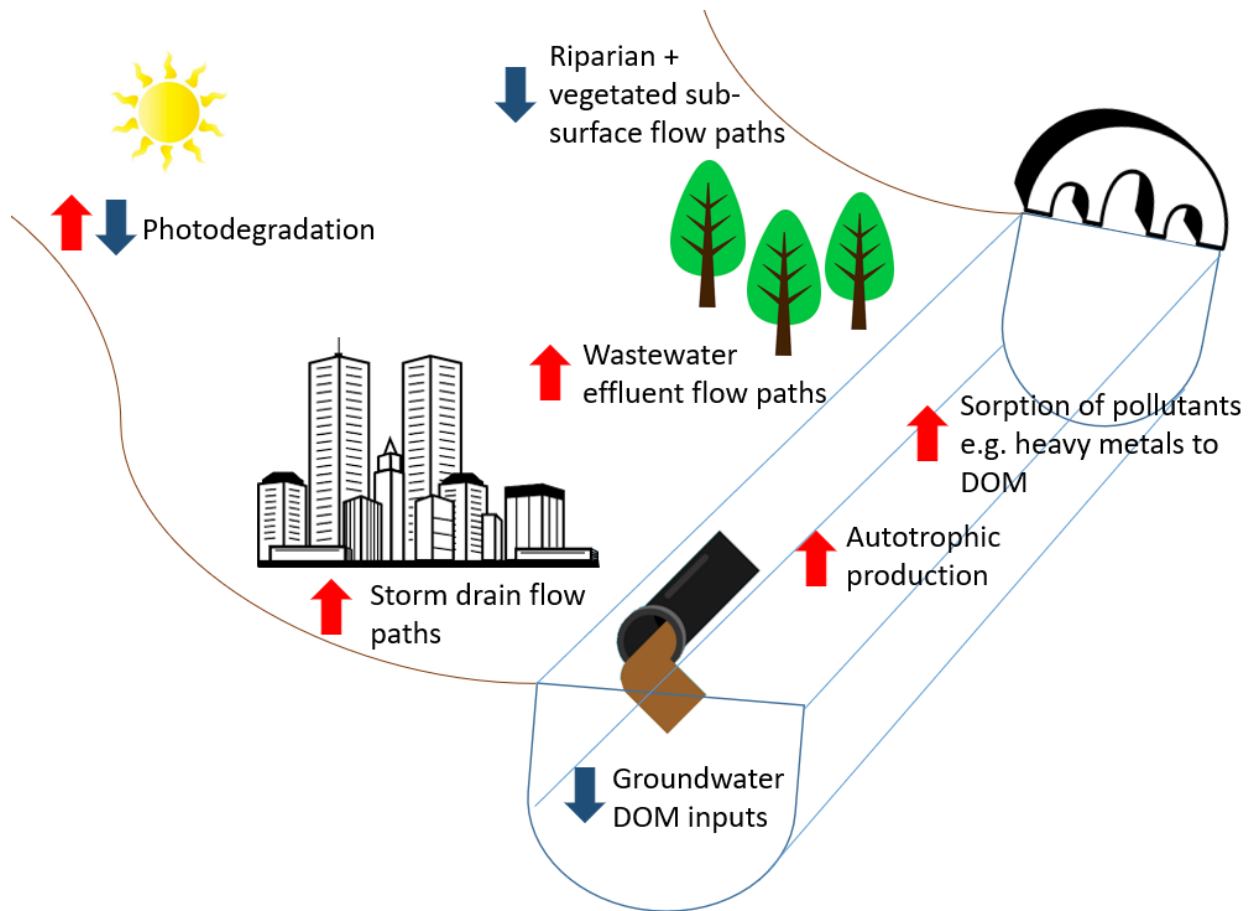 Riparian +
vegetated sub-
surface flow paths
Photodegradation
Wastewater
effluent flow paths
Sorption of pollutants
e.g. heavy metals to
DOM
Autotrophic
production
Storm drain flow
paths
Groundwater
DOM inputs